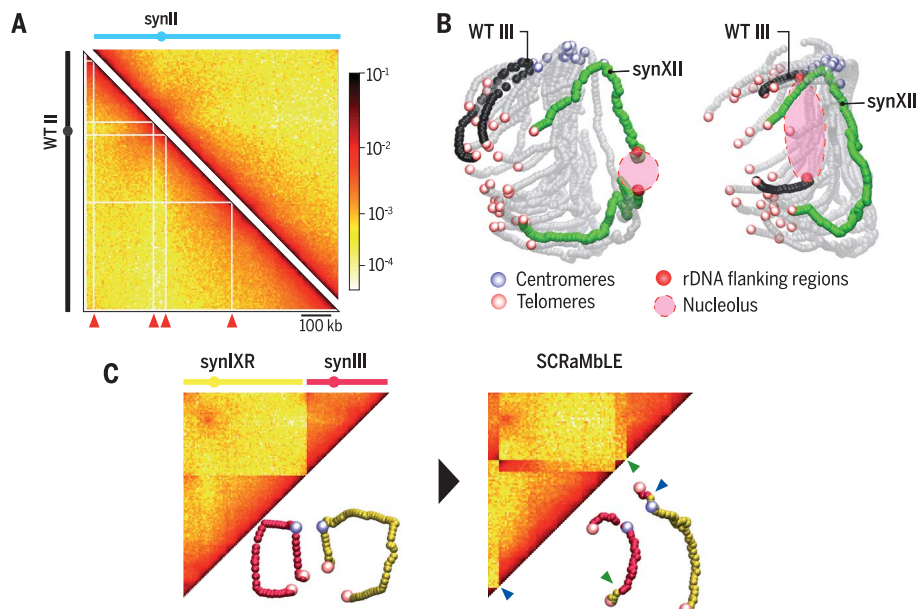 A
synII
WT II
10⁻¹
10⁻²
10⁻³
10⁻⁴
100 kb
B
WT III
synXII
WT III
synXII
Centromeres
Telomeres
rDNA flanking regions
Nucleolus
C
synIXR
synIII
SCRaMbLE